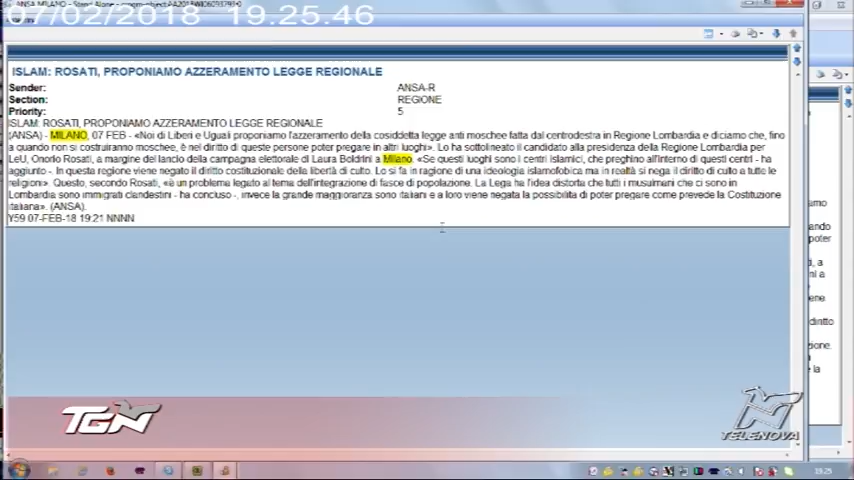 ANSA MILANO - Stand Alone
07/02/2018 19.25.46
ISLAM: ROSATI, PROPONIAMO AZZERAMENTO LEGGE REGIONALE
Sender: ANSA-R
Section: REGIONE
Priority: 5
ISLAM: ROSATI, PROPONIAMO AZZERAMENTO LEGGE REGIONALE
(ANSA) - MILANO, 07 FEB - «Noi di Liberi e Uguali proponiamo l'azzeramento della cosiddetta legge anti moschee fatta dal centrodestra in Regione Lombardia e diciamo che, fino
a quando non si costruiranno moschee, è nel diritto di queste persone poter pregare in altri luoghi». Lo ha sottolineato il candidato alla presidenza della Regione Lombardia per
LeU, Onorio Rosati, a margine del lancio della campagna elettorale di Laura Boldrini a Milano. «Se questi luoghi sono i centri islamici, che preghino all'interno di questi centri - ha
aggiunto -. In questa regione viene negato il diritto costituzionale della libertà di culto. Lo si fa in ragione di una ideologia islamofobica ma in realtà si nega il diritto di culto a tutte le
religioni». Questo, secondo Rosati, «è un problema legato al tema dell'integrazione di fasce di popolazione. La Lega ha l'idea distorta che tutti i musulmani che ci sono in
Lombardia sono immigrati clandestini - ha concluso -, invece la grande maggioranza sono italiani e a loro viene negata la possibilità di poter pregare come prevede la Costituzione
italiana». (ANSA).
Y59 07-FEB-18 19:21 NNNN
TGN
TELENOVA
19.25